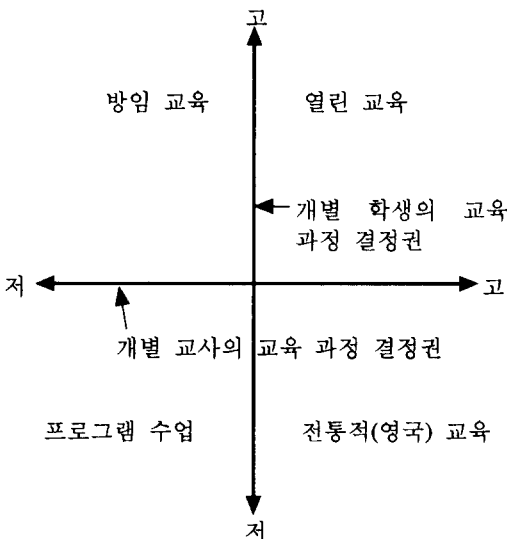 고
방임 교육
열린 교육
개별 학생의 교육
과정 결정권
저
고
개별 교사의 교육 과정 결정권
프로그램 수업
전통적(영국) 교육
저